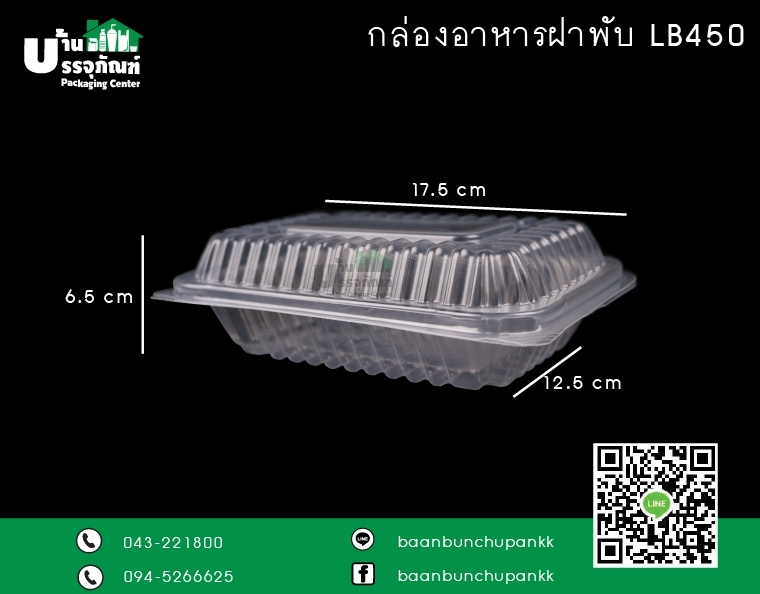 บ้าน
บรรจุภัณฑ์
Packaging Center
กล่องอาหารฝาพับ LB450
17.5 cm
6.5 cm
12.5 cm
LINE
043-221800
LINE
baanbunchupankk
094-5266625
baanbunchupankk